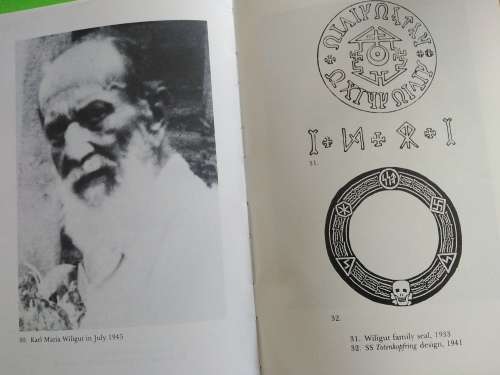 30. Karl Maria Wiligut in July 1945
31.
32.
31. Wiligut family seal, 1933
32. SS Totenkopfring design, 1941